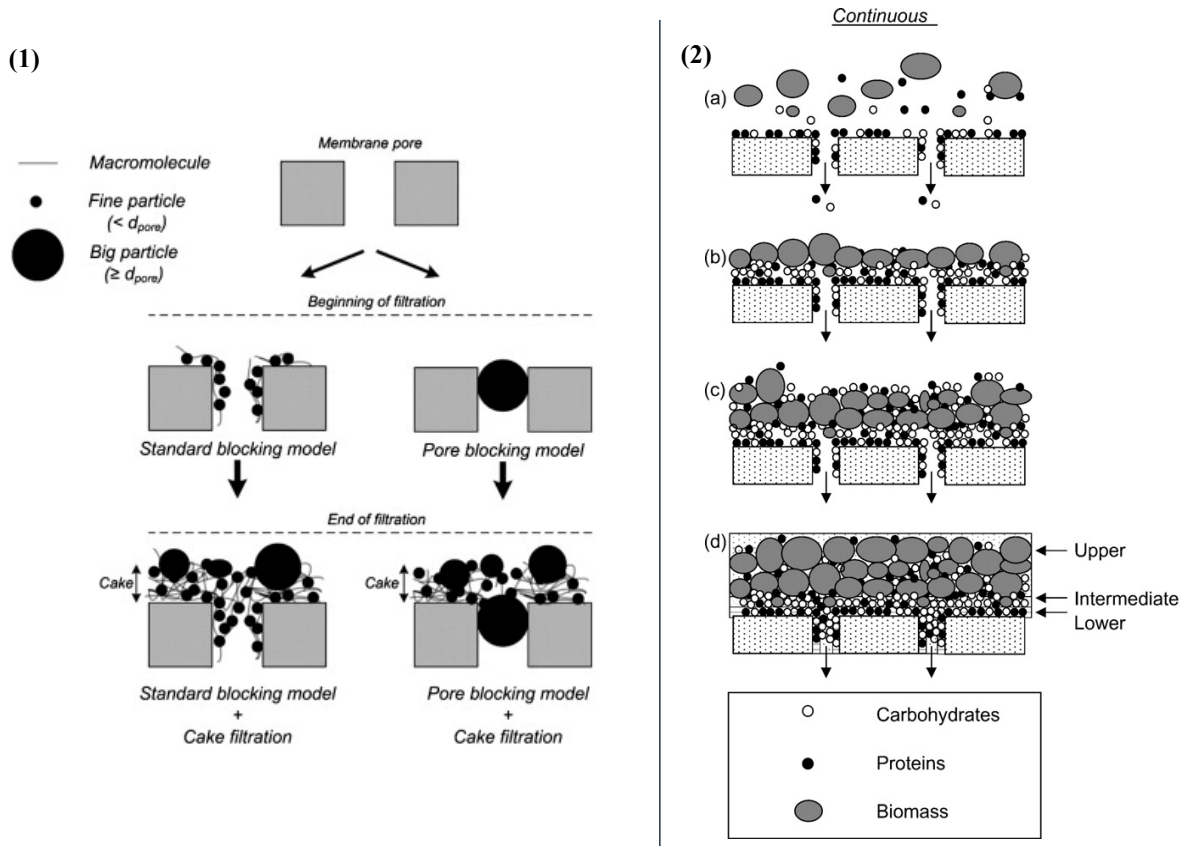 (1)
Membrane pore
Macromolecule
Fine particle
(< dpore)
Big particle
(≥ dpore)
Beginning of filtration
Standard blocking model
Pore blocking model
End of filtration
Cake
Cake
Standard blocking model
+
Cake filtration
Pore blocking model
+
Cake filtration
Continuous
(2)
(a)
(b)
(c)
(d)
Upper
Intermediate
Lower
Carbohydrates
Proteins
Biomass